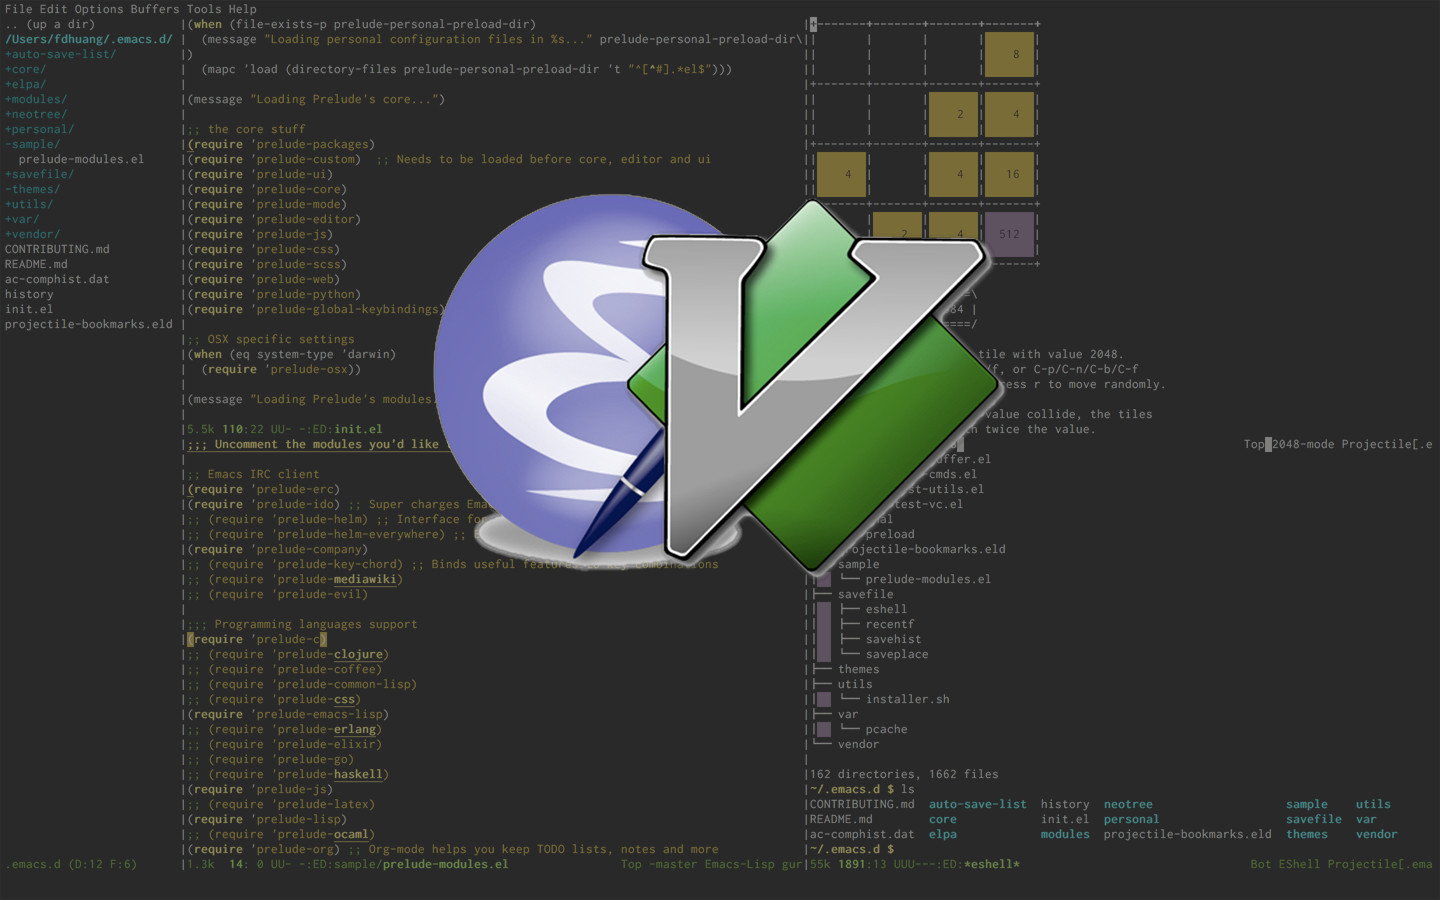 File Edit Options Buffers Tools Help
.. (up a dir)
/Users/fdhuang/.emacs.d/
+auto-save-list/
+core/
+elpa/
+modules/
+neotree/
+personal/
-sample/
prelude-modules.el
+savefile/
-themes/
+utils/
+var/
+vendor/
CONTRIBUTING.md
README.md
ac-comphist.dat
history
init.el
projectile-bookmarks.eld
.emacs.d (D:12 F:6)
(when (file-exists-p prelude-personal-preload-dir)
(message "Loading personal configuration files in %s..." prelude-personal-preload-dir\
)
(mapc 'load (directory-files prelude-personal-preload-dir 't "^[^#].*el$")))
(message "Loading Prelude's core...")
;; the core stuff
(require 'prelude-packages)
(require 'prelude-custom)  ;; Needs to be loaded before core, editor and ui
(require 'prelude-ui)
(require 'prelude-core)
(require 'prelude-mode)
(require 'prelude-editor)
(require 'prelude-js)
(require 'prelude-css)
(require 'prelude-scss)
(require 'prelude-web)
(require 'prelude-python)
(require 'prelude-global-keybindings)
;; OSX specific settings
(when (eq system-type 'darwin)
(require 'prelude-osx))
(message "Loading Prelude's modules.
5.5k 110:22 UU- -:ED:init.el
;;; Uncomment the modules you'd like
;; Emacs IRC client
(require 'prelude-erc)
(require 'prelude-ido) ;; Super charges Ema
;; (require 'prelude-helm) ;; Interface for
;; (require 'prelude-helm-everywhere) ;;
(require 'prelude-company)
;; (require 'prelude-key-chord) ;; Binds useful features to key combinations
;; (require 'prelude-mediawiki)
;; (require 'prelude-evil)
;;; Programming languages support
(require 'prelude-c)
;; (require 'prelude-clojure)
;; (require 'prelude-coffee)
;; (require 'prelude-common-lisp)
;; (require 'prelude-css)
(require 'prelude-emacs-lisp)
;; (require 'prelude-erlang)
;; (require 'prelude-elixir)
;; (require 'prelude-go)
;; (require 'prelude-haskell)
(require 'prelude-js)
;; (require 'prelude-latex)
(require 'prelude-lisp)
;; (require 'prelude-ocaml)
(require 'prelude-org) ;; Org-mode helps you keep TODO lists, notes and more
1.3k  14: 0 UU- -:ED:sample/prelude-modules.el Top -master Emacs-Lisp gur
8
2 4
4 4 16
2 4 512
=\
84 |
====/
tile with value 2048.
/f, or C-p/C-n/C-b/C-f
ress r to move randomly.
value collide, the tiles
h twice the value.
Top 2048-mode Projectile[.e
ffer.el
-cmds.el
st-utils.el
test-vc.el
nal
preload
rojectile-bookmarks.eld
sample
└── prelude-modules.el
├── savefile
├── eshell
├── recentf
├── savehist
└── saveplace
├── themes
├── utils
└── installer.sh
├── var
└── pcache
└── vendor
162 directories, 1662 files
~/.emacs.d $ ls
CONTRIBUTING.md  auto-save-list  history  neotree  sample  utils
README.md  core  init.el  personal  savefile  var
ac-comphist.dat  elpa  modules  projectile-bookmarks.eld  themes  vendor
~/.emacs.d $
55k 1891:13 UUU---:ED:*eshell* Bot EShell Projectile[.ema